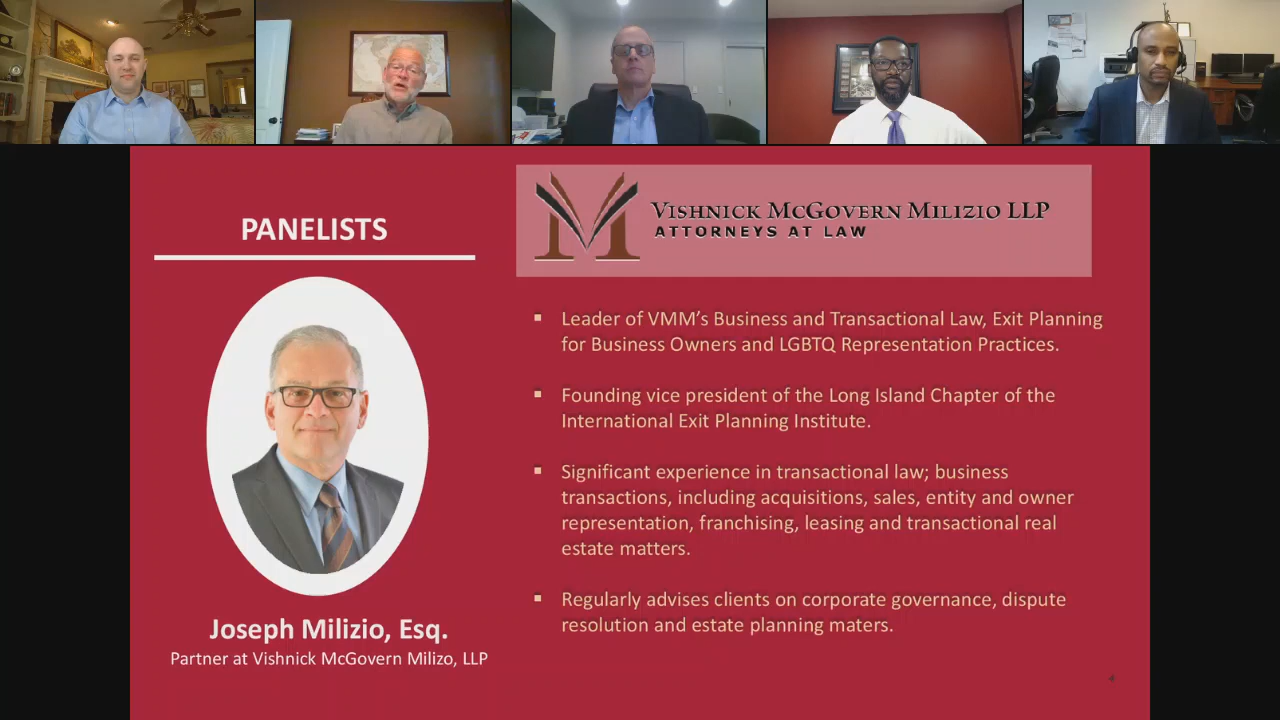 PANELISTS
VISHNICK MCGOVERN MILIZIO LLP
ATTORNEYS AT LAW
▪ Leader of VMM’s Business and Transactional Law, Exit Planning
for Business Owners and LGBTQ Representation Practices.
▪ Founding vice president of the Long Island Chapter of the
International Exit Planning Institute.
▪ Significant experience in transactional law; business
transactions, including acquisitions, sales, entity and owner
representation, franchising, leasing and transactional real
estate matters.
▪ Regularly advises clients on corporate governance, dispute
resolution and estate planning maters.
Joseph Milizio, Esq.
Partner at Vishnick McGovern Milizo, LLP
4